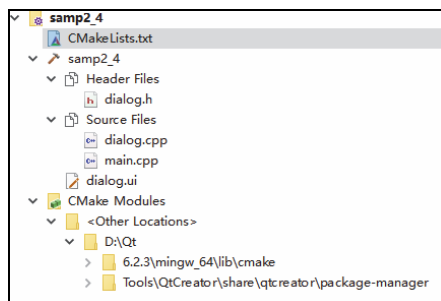 samp2_4
CMakeLists.txt
samp2_4
Header Files
dialog.h
Source Files
dialog.cpp
main.cpp
dialog.ui
CMake Modules
<Other Locations>
D:\Qt
6.2.3\mingw_64\lib\cmake
Tools\QtCreator\share\qtcreator\package-manager